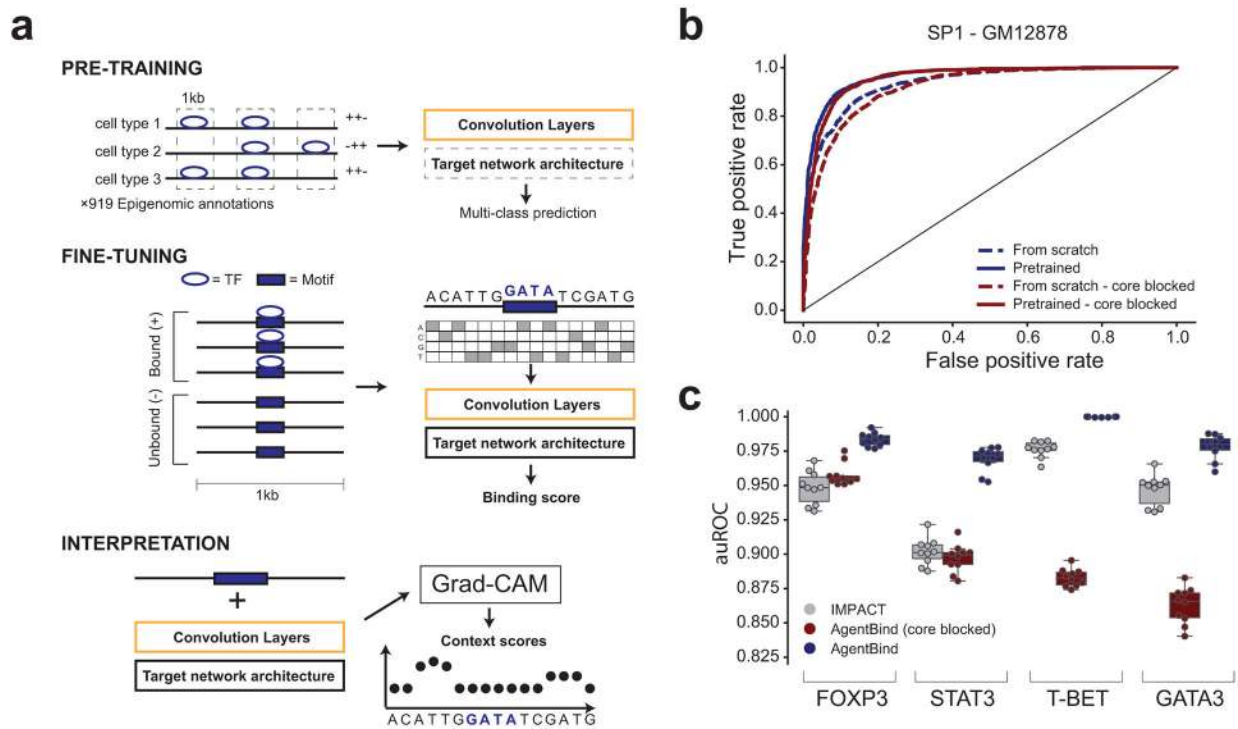 a
PRE-TRAINING
1kb
cell type 1
++-
cell type 2
-++
cell type 3
++-
×919 Epigenomic annotations
Convolution Layers
Target network architecture
Multi-class prediction
FINE-TUNING
= TF
= Motif
Bound (+)
Unbound (-)
1kb
ACATTGGATATCGATG
A
C
G
T
Convolution Layers
Target network architecture
Binding score
INTERPRETATION
+
Convolution Layers
Target network architecture
Grad-CAM
Context scores
ACATTGGATATCGATG
b
SP1 - GM12878
True positive rate
1.0
0.8
0.6
0.4
0.2
0.0
From scratch
Pretrained
From scratch - core blocked
Pretrained - core blocked
0.0 0.2 0.4 0.6 0.8 1.0
False positive rate
c
auROC
1.000
0.975
0.950
0.925
0.900
0.875
0.850
0.825
IMPACT
AgentBind (core blocked)
AgentBind
FOXP3 STAT3 T-BET GATA3